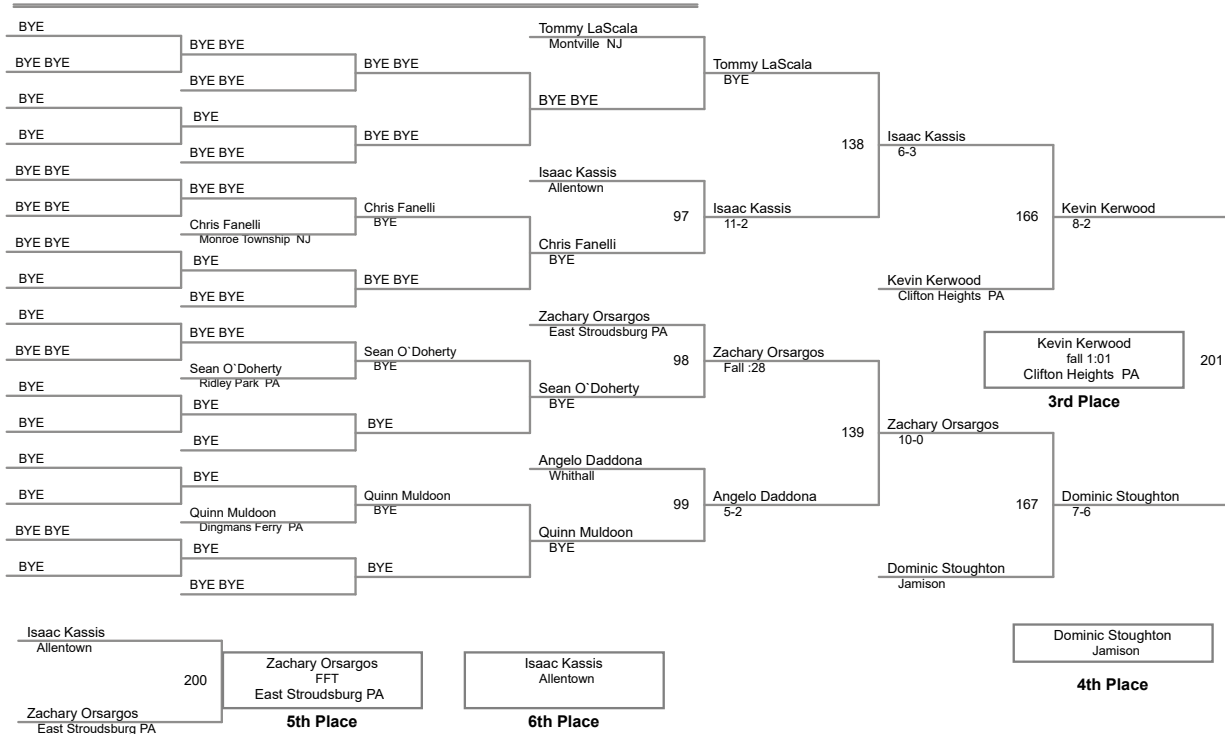 BYE
BYE BYE
BYE
BYE
BYE BYE
BYE BYE
BYE BYE
BYE
BYE
BYE BYE
BYE
BYE
BYE
BYE
BYE BYE
BYE
BYE BYE
BYE BYE
BYE
BYE BYE
BYE BYE
Chris Fanelli
Monroe Township NJ
BYE
BYE BYE
BYE BYE
Sean O`Doherty
Ridley Park PA
BYE
BYE
BYE
Quinn Muldoon
Dingmans Ferry PA
BYE
BYE BYE
BYE BYE
BYE BYE
Chris Fanelli
BYE
BYE BYE
Sean O`Doherty
BYE
BYE
Quinn Muldoon
BYE
BYE
Tommy LaScala
Montville NJ
BYE BYE
Isaac Kassis
Allentown
97
Chris Fanelli
BYE
Zachary Orsargos
East Stroudsburg PA
98
Sean O`Doherty
BYE
Angelo Daddona
Whithall
99
Quinn Muldoon
BYE
Tommy LaScala
BYE
138
Isaac Kassis
11-2
Zachary Orsargos
Fall :28
139
Angelo Daddona
5-2
Isaac Kassis
6-3
166
Kevin Kerwood
Clifton Heights PA
Zachary Orsargos
10-0
167
Dominic Stoughton
Jamison
Kevin Kerwood
8-2
Kevin Kerwood
fall 1:01
Clifton Heights PA
201
3rd Place
Dominic Stoughton
7-6
Isaac Kassis
Allentown
200
Zachary Orsargos
East Stroudsburg PA
Zachary Orsargos
FFT
East Stroudsburg PA
5th Place
Isaac Kassis
Allentown
6th Place
Dominic Stoughton
Jamison
4th Place